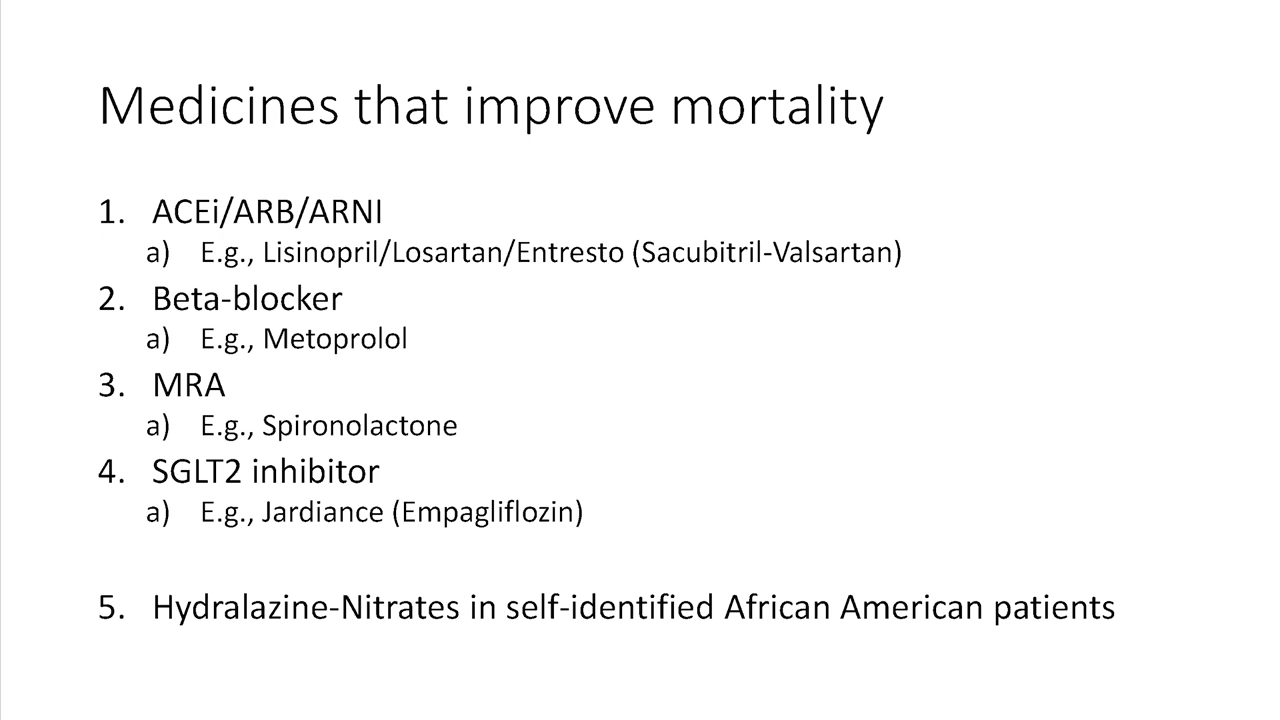 Medicines that improve mortality
1. ACEi/ARB/ARNI
a) E.g., Lisinopril/Losartan/Entresto (Sacubitril-Valsartan)
2. Beta-blocker
a) E.g., Metoprolol
3. MRA
a) E.g., Spironolactone
4. SGLT2 inhibitor
a) E.g., Jardiance (Empagliflozin)
5. Hydralazine-Nitrates in self-identified African American patients